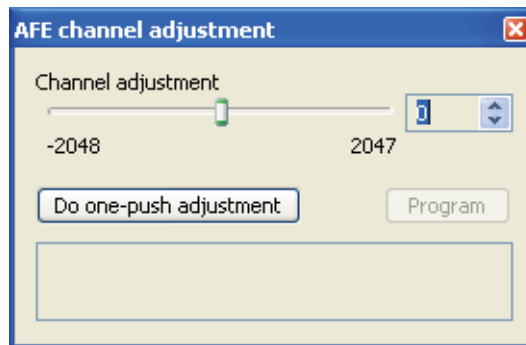 AFE channel adjustment
Channel adjustment
0
-2048 2047
Do one-push adjustment Program